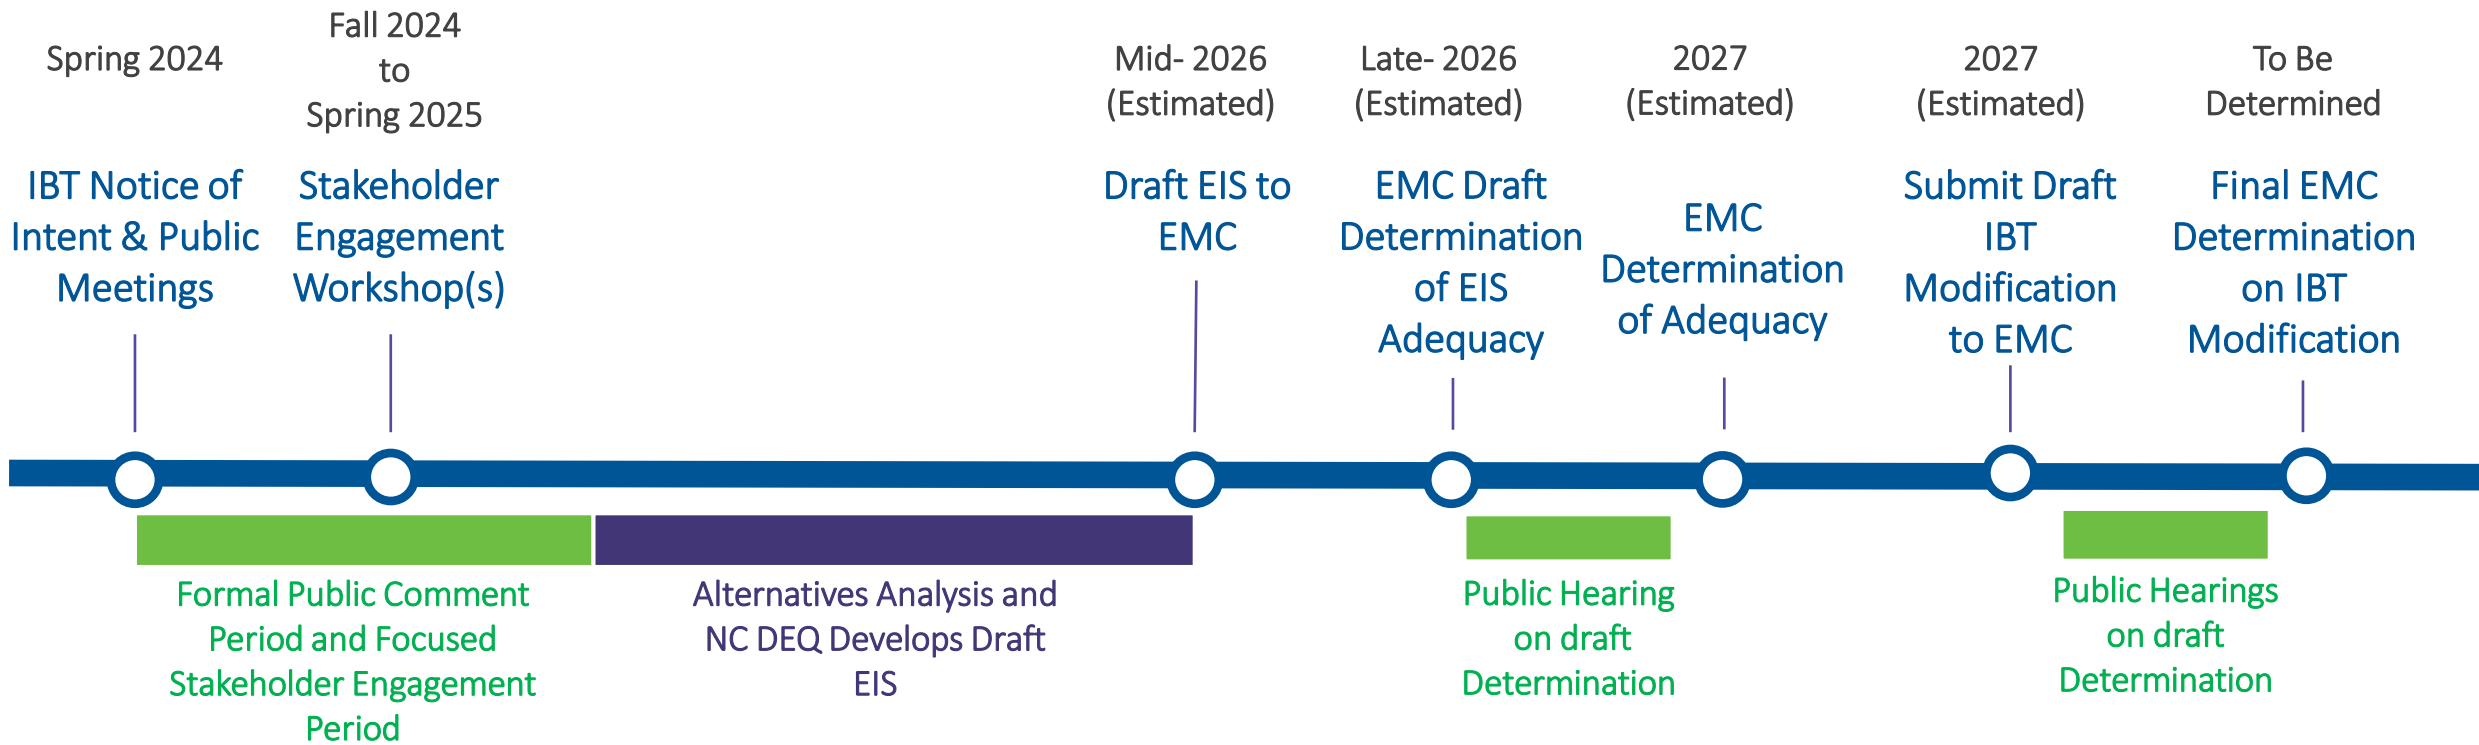 Spring 2024
Fall 2024
to
Spring 2025
Mid- 2026
(Estimated)
Late- 2026
(Estimated)
2027
(Estimated)
2027
(Estimated)
To Be
Determined
IBT Notice of
Intent & Public
Meetings
Stakeholder
Engagement
Workshop(s)
Draft EIS to
EMC
EMC Draft
Determination
of EIS
Adequacy
EMC
Determination
of Adequacy
Submit Draft
IBT
Modification
to EMC
Final EMC
Determination
on IBT
Modification
Formal Public Comment
Period and Focused
Stakeholder Engagement
Period
Alternatives Analysis and
NC DEQ Develops Draft
EIS
Public Hearing
on draft
Determination
Public Hearings
on draft
Determination